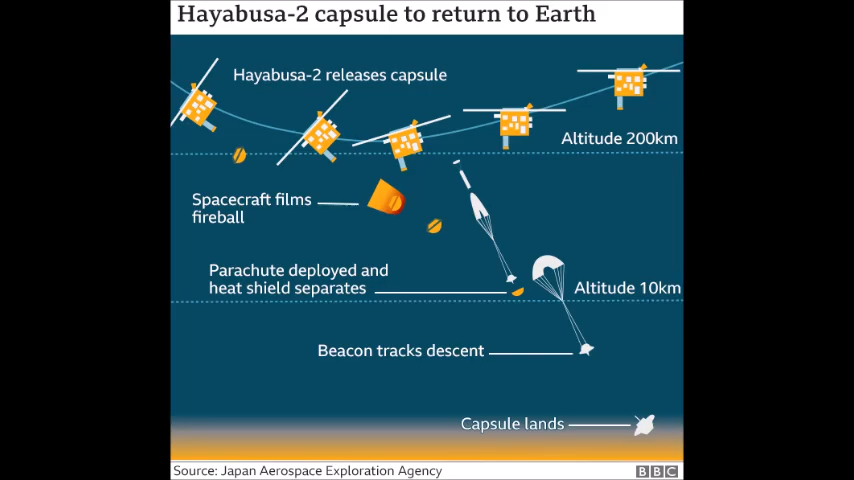 Hayabusa-2 capsule to return to Earth
Hayabusa-2 releases capsule
Altitude 200km
Spacecraft films
fireball
Parachute deployed and
heat shield separates
Altitude 10km
Beacon tracks descent
Capsule lands
Source: Japan Aerospace Exploration Agency
BBC